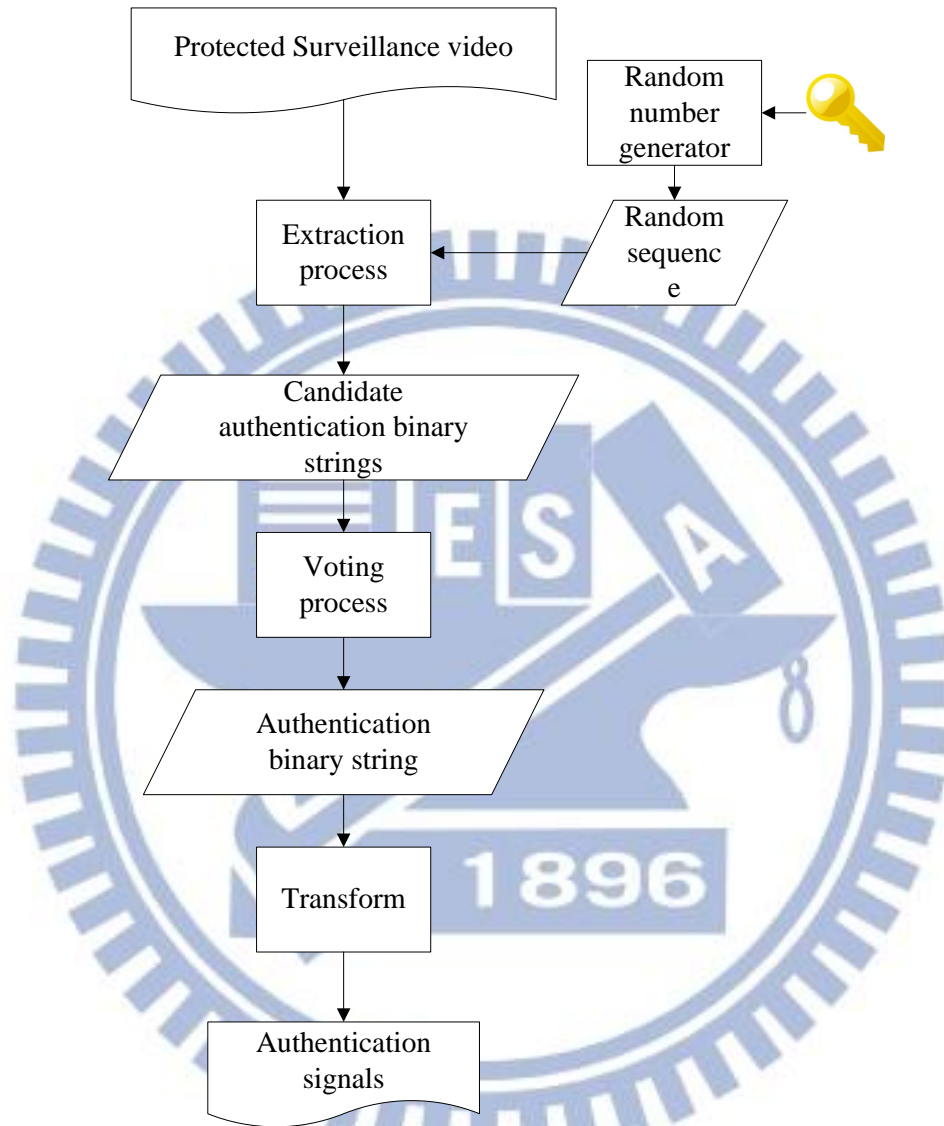 Protected Surveillance video
Random
number
generator
Extraction
process
Random
sequenc
e
Candidate
authentication binary
strings
E S A
Voting
process
Authentication
binary string
Transform
1896
Authentication
signals